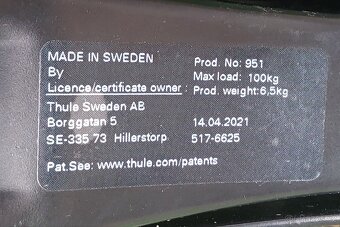 MADE IN SWEDEN Prod. No: 951
By Max load: 100kg
Licence/certificate owner: Prod. weight:6,5kg
Thule Sweden AB
Borggatan 5 14.04.2021
SE-335 73 Hillerstorp 517-6625
Pat.See: www.thule.com/patents